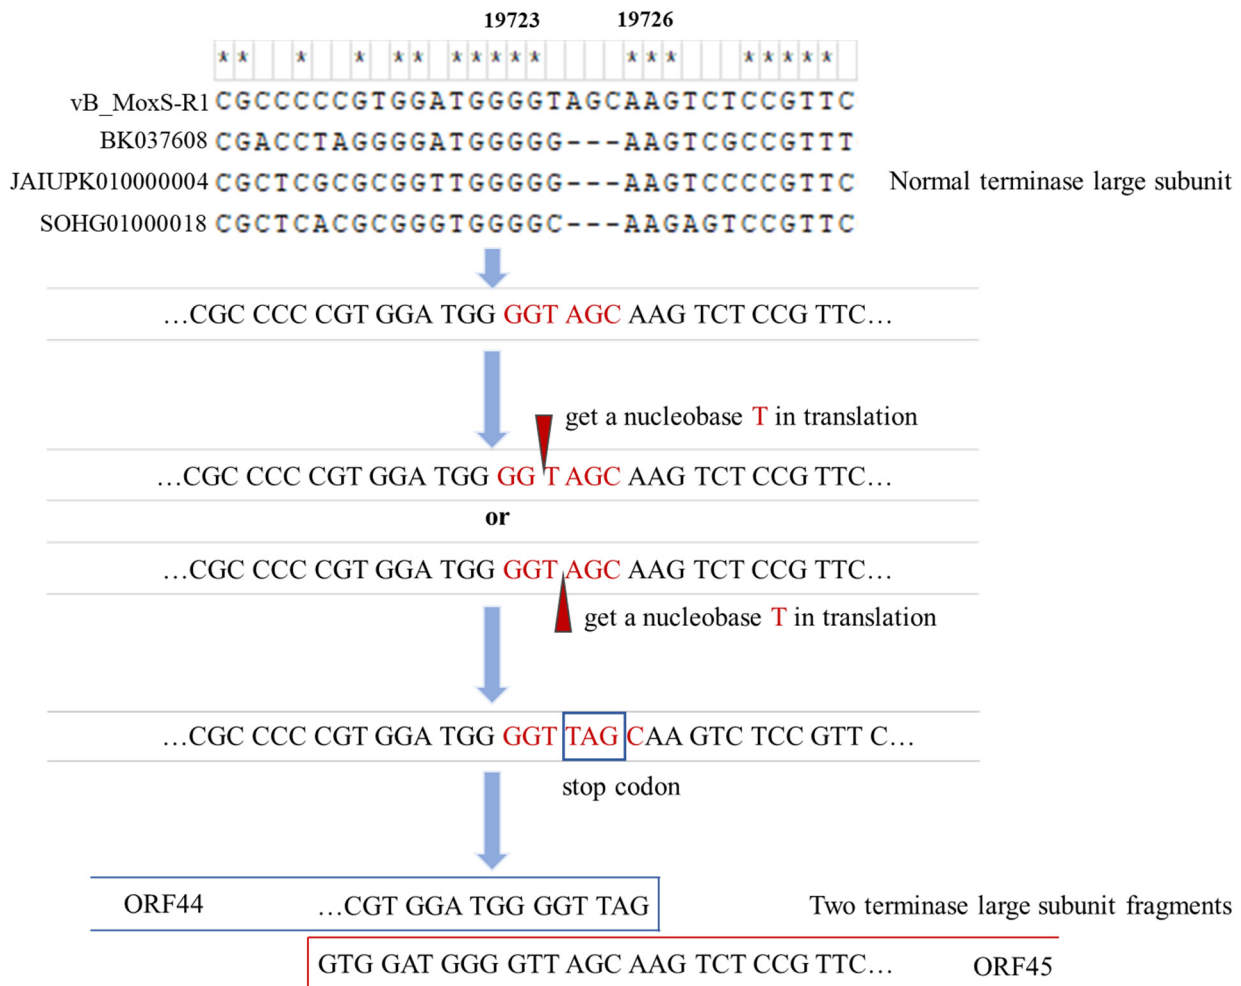 19723 19726
** * * ** ***** *** *****
vB_MoxS-R1 CGCCCCCGTGGATGGGGTAGCAAGTCTCCGTTC
BK037608 CGACCTAGGGGATGGGGG---AAGTCGCCGTTT
JAIUPK010000004 CGCTCGCGCGGTTGGGGG---AAGTCCCCGTTC Normal terminase large subunit
SOHG01000018 CGCTCACGCGGGTGGGGC---AAGAGTCCGTTC
…CGC CCC CGT GGA TGG GGT AGC AAG TCT CCG TTC…
get a nucleobase T in translation
…CGC CCC CGT GGA TGG GG T AGC AAG TCT CCG TTC…
or
…CGC CCC CGT GGA TGG GGT AGC AAG TCT CCG TTC…
get a nucleobase T in translation
…CGC CCC CGT GGA TGG GGT TAG CAA GTC TCC GTT C…
stop codon
ORF44 …CGT GGA TGG GGT TAG Two terminase large subunit fragments
GTG GAT GGG GTT AGC AAG TCT CCG TTC… ORF45